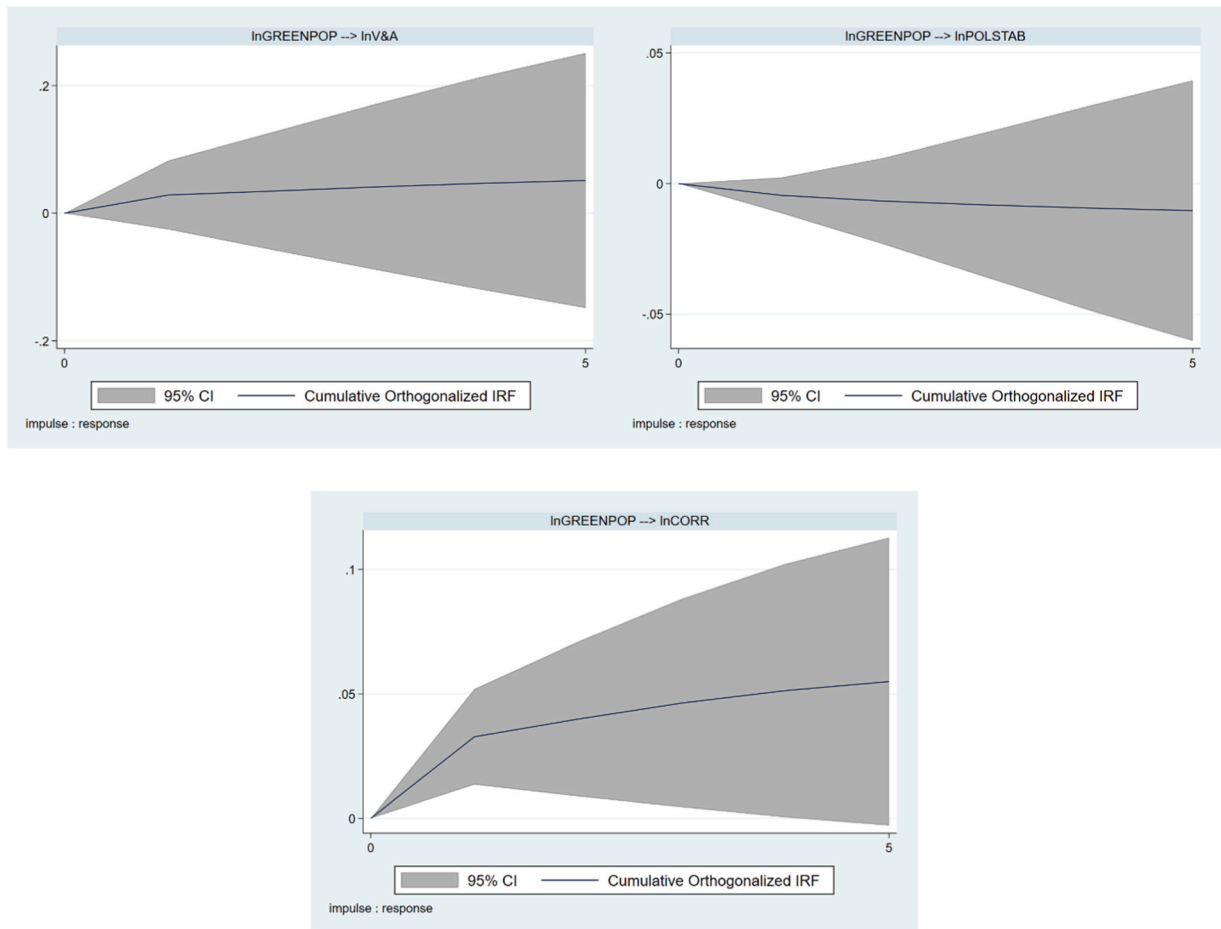 lnGREENPOP --> lnV&A
.2
0
-.2
0 5
95% CI Cumulative Orthogonalized IRF
impulse : response
lnGREENPOP --> lnPOLSTAB
.05
0
-.05
0 5
95% CI Cumulative Orthogonalized IRF
impulse : response
lnGREENPOP --> lnCORR
.1
.05
0
0 5
95% CI Cumulative Orthogonalized IRF
impulse : response